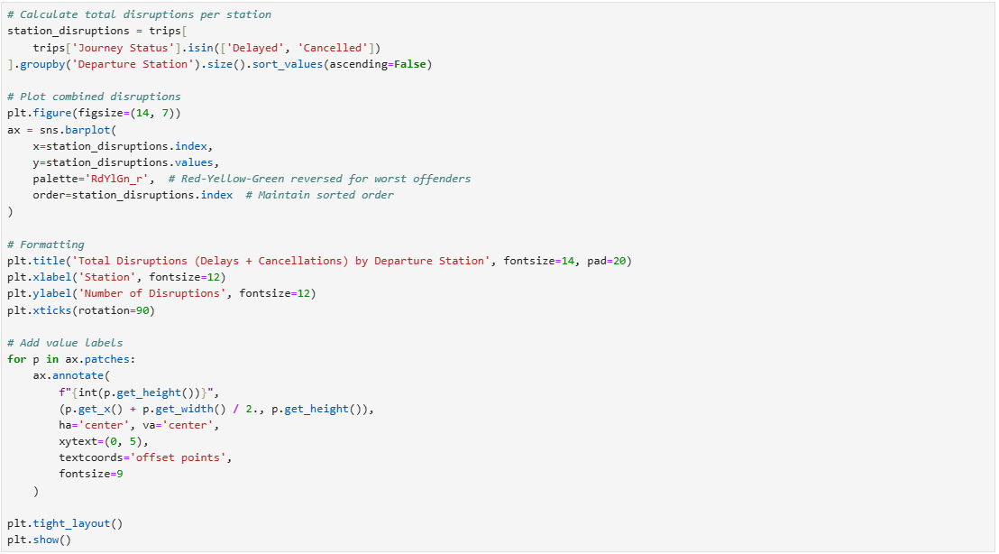 # Calculate total disruptions per station
station_disruptions = trips[
    trips['Journey Status'].isin(['Delayed', 'Cancelled'])
].groupby('Departure Station').size().sort_values(ascending=False)

# Plot combined disruptions
plt.figure(figsize=(14, 7))
ax = sns.barplot(
    x=station_disruptions.index,
    y=station_disruptions.values,
    palette='RdYlGn_r',  # Red-Yellow-Green reversed for worst offenders
    order=station_disruptions.index  # Maintain sorted order
)

# Formatting
plt.title('Total Disruptions (Delays + Cancellations) by Departure Station', fontsize=14, pad=20)
plt.xlabel('Station', fontsize=12)
plt.ylabel('Number of Disruptions', fontsize=12)
plt.xticks(rotation=90)

# Add value labels
for p in ax.patches:
    ax.annotate(
        f"{int(p.get_height())}",
        (p.get_x() + p.get_width() / 2., p.get_height()),
        ha='center', va='center',
        xytext=(0, 5),
        textcoords='offset points',
        fontsize=9
    )

plt.tight_layout()
plt.show()